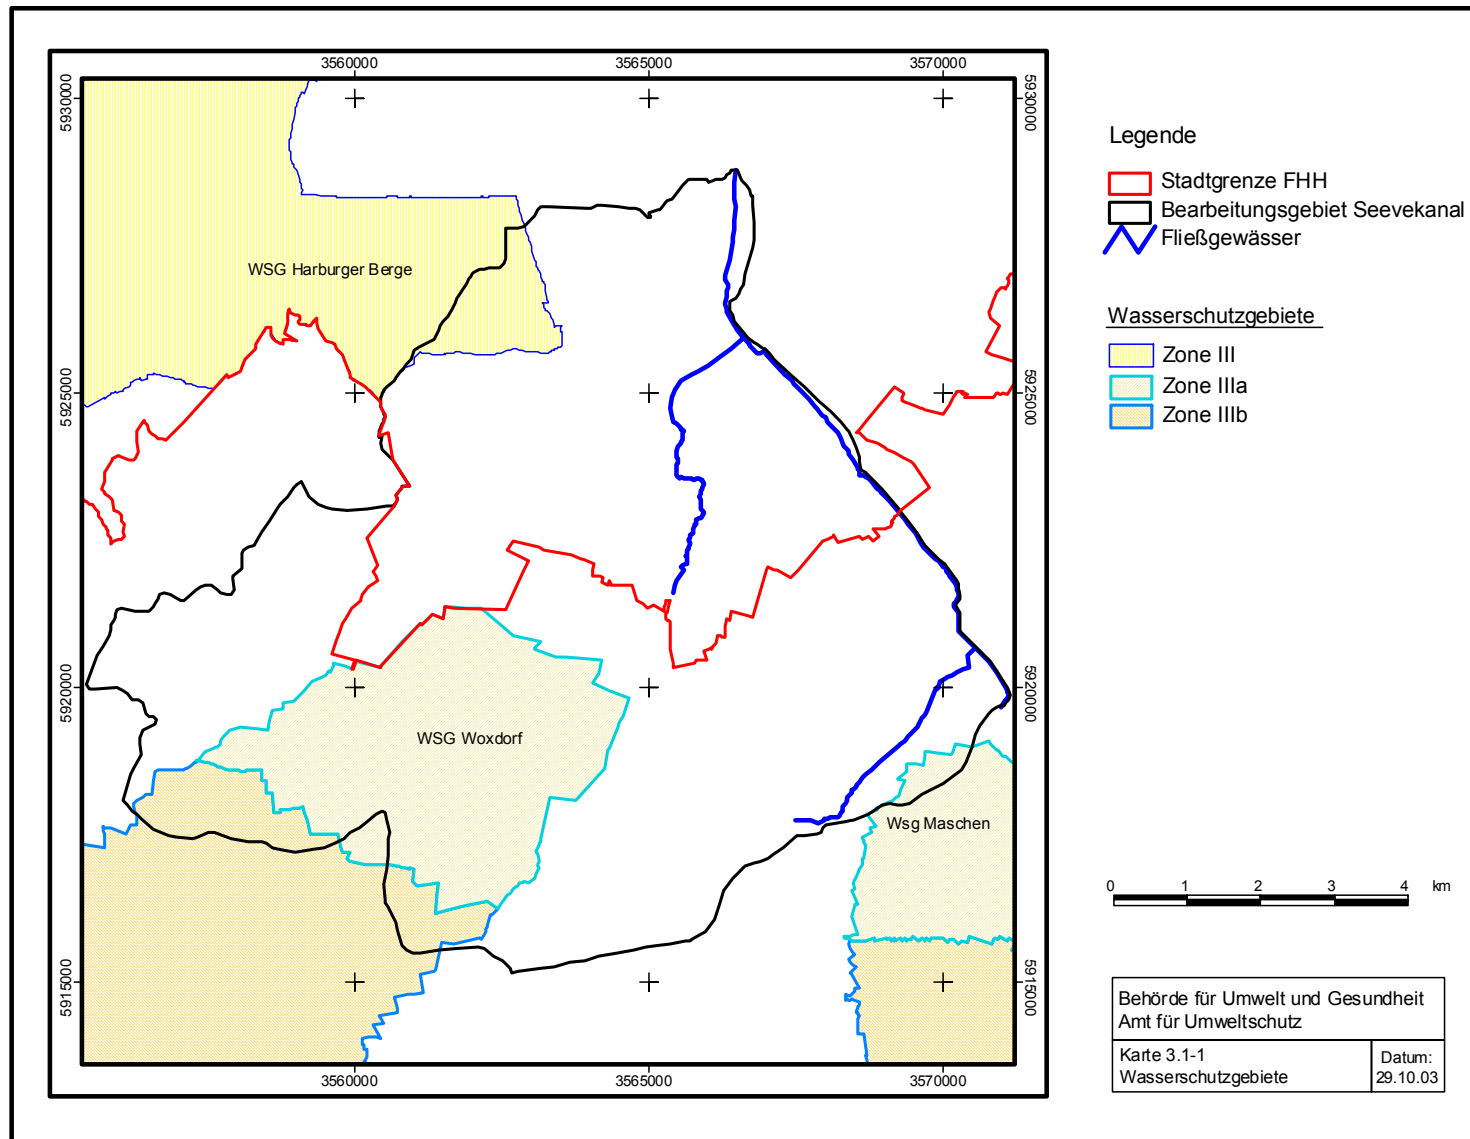 3560000
3565000
3570000
5930000
5930000
Legende
Stadtgrenze FHH
Bearbeitungsgebiet Seevekanal
Fließgewässer
WSG Harburger Berge
Wasserschutzgebiete
Zone III
Zone IIIa
Zone IIIb
5925000
5925000
5920000
5920000
WSG Woxdorf
Wsg Maschen
0 1 2 3 4 km
5915000
5915000
Behörde für Umwelt und Gesundheit
Amt für Umweltschutz
Karte 3.1-1
Wasserschutzgebiete
Datum:
29.10.03
3560000
3565000
3570000